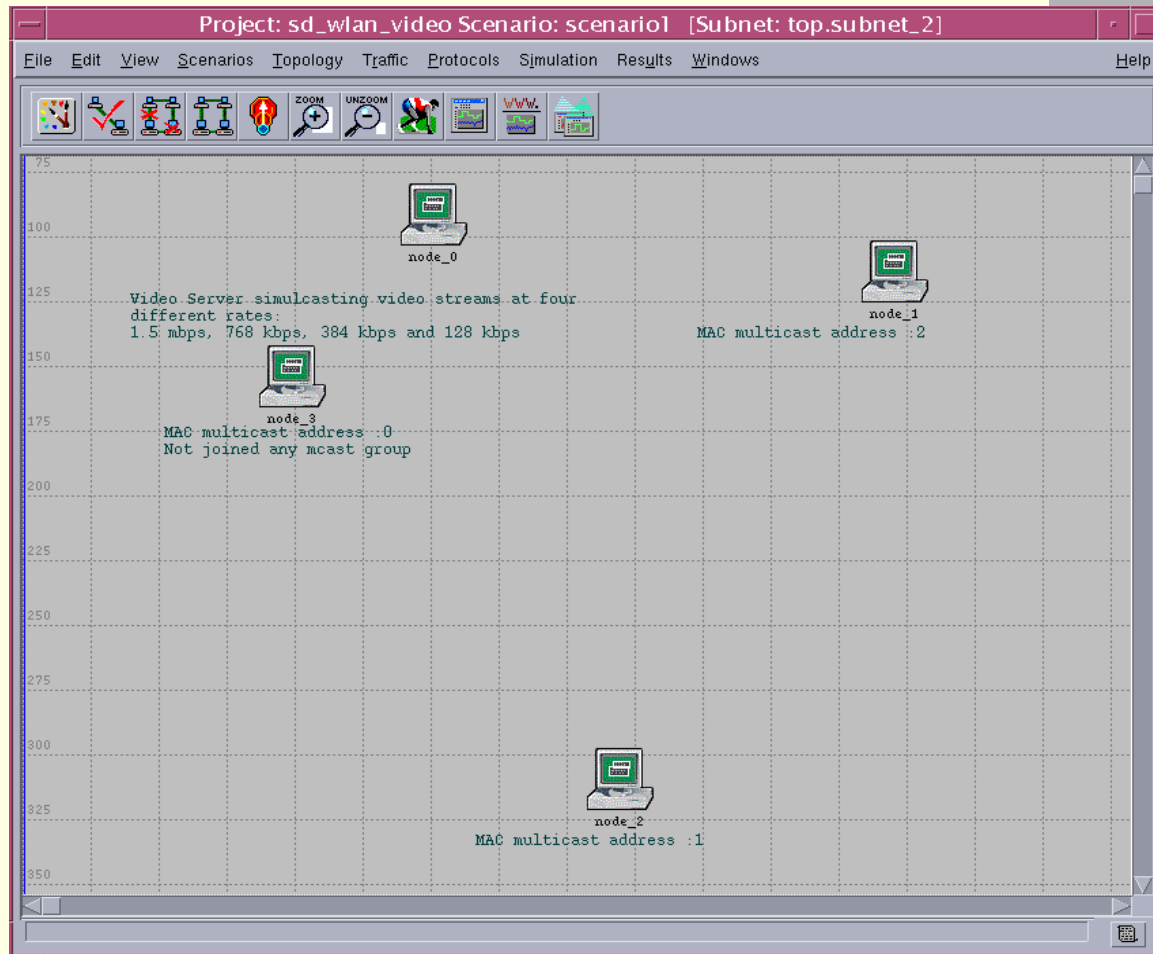 Project: sd_wlan_video Scenario: scenario1 [Subnet: top.subnet_2]
File Edit View Scenarios Topology Traffic Protocols Simulation Results Windows Help
ZOOM UNZOOM WWW.
75
100
node_0
node_1
125
Video Server simulcasting video streams at four
different rates:
1.5 mbps, 768 kbps, 384 kbps and 128 kbps
MAC multicast address :2
150
node_3
175
MAC multicast address :0
Not joined any mcast group
200
225
250
275
300
325
node_2
MAC multicast address :1
350